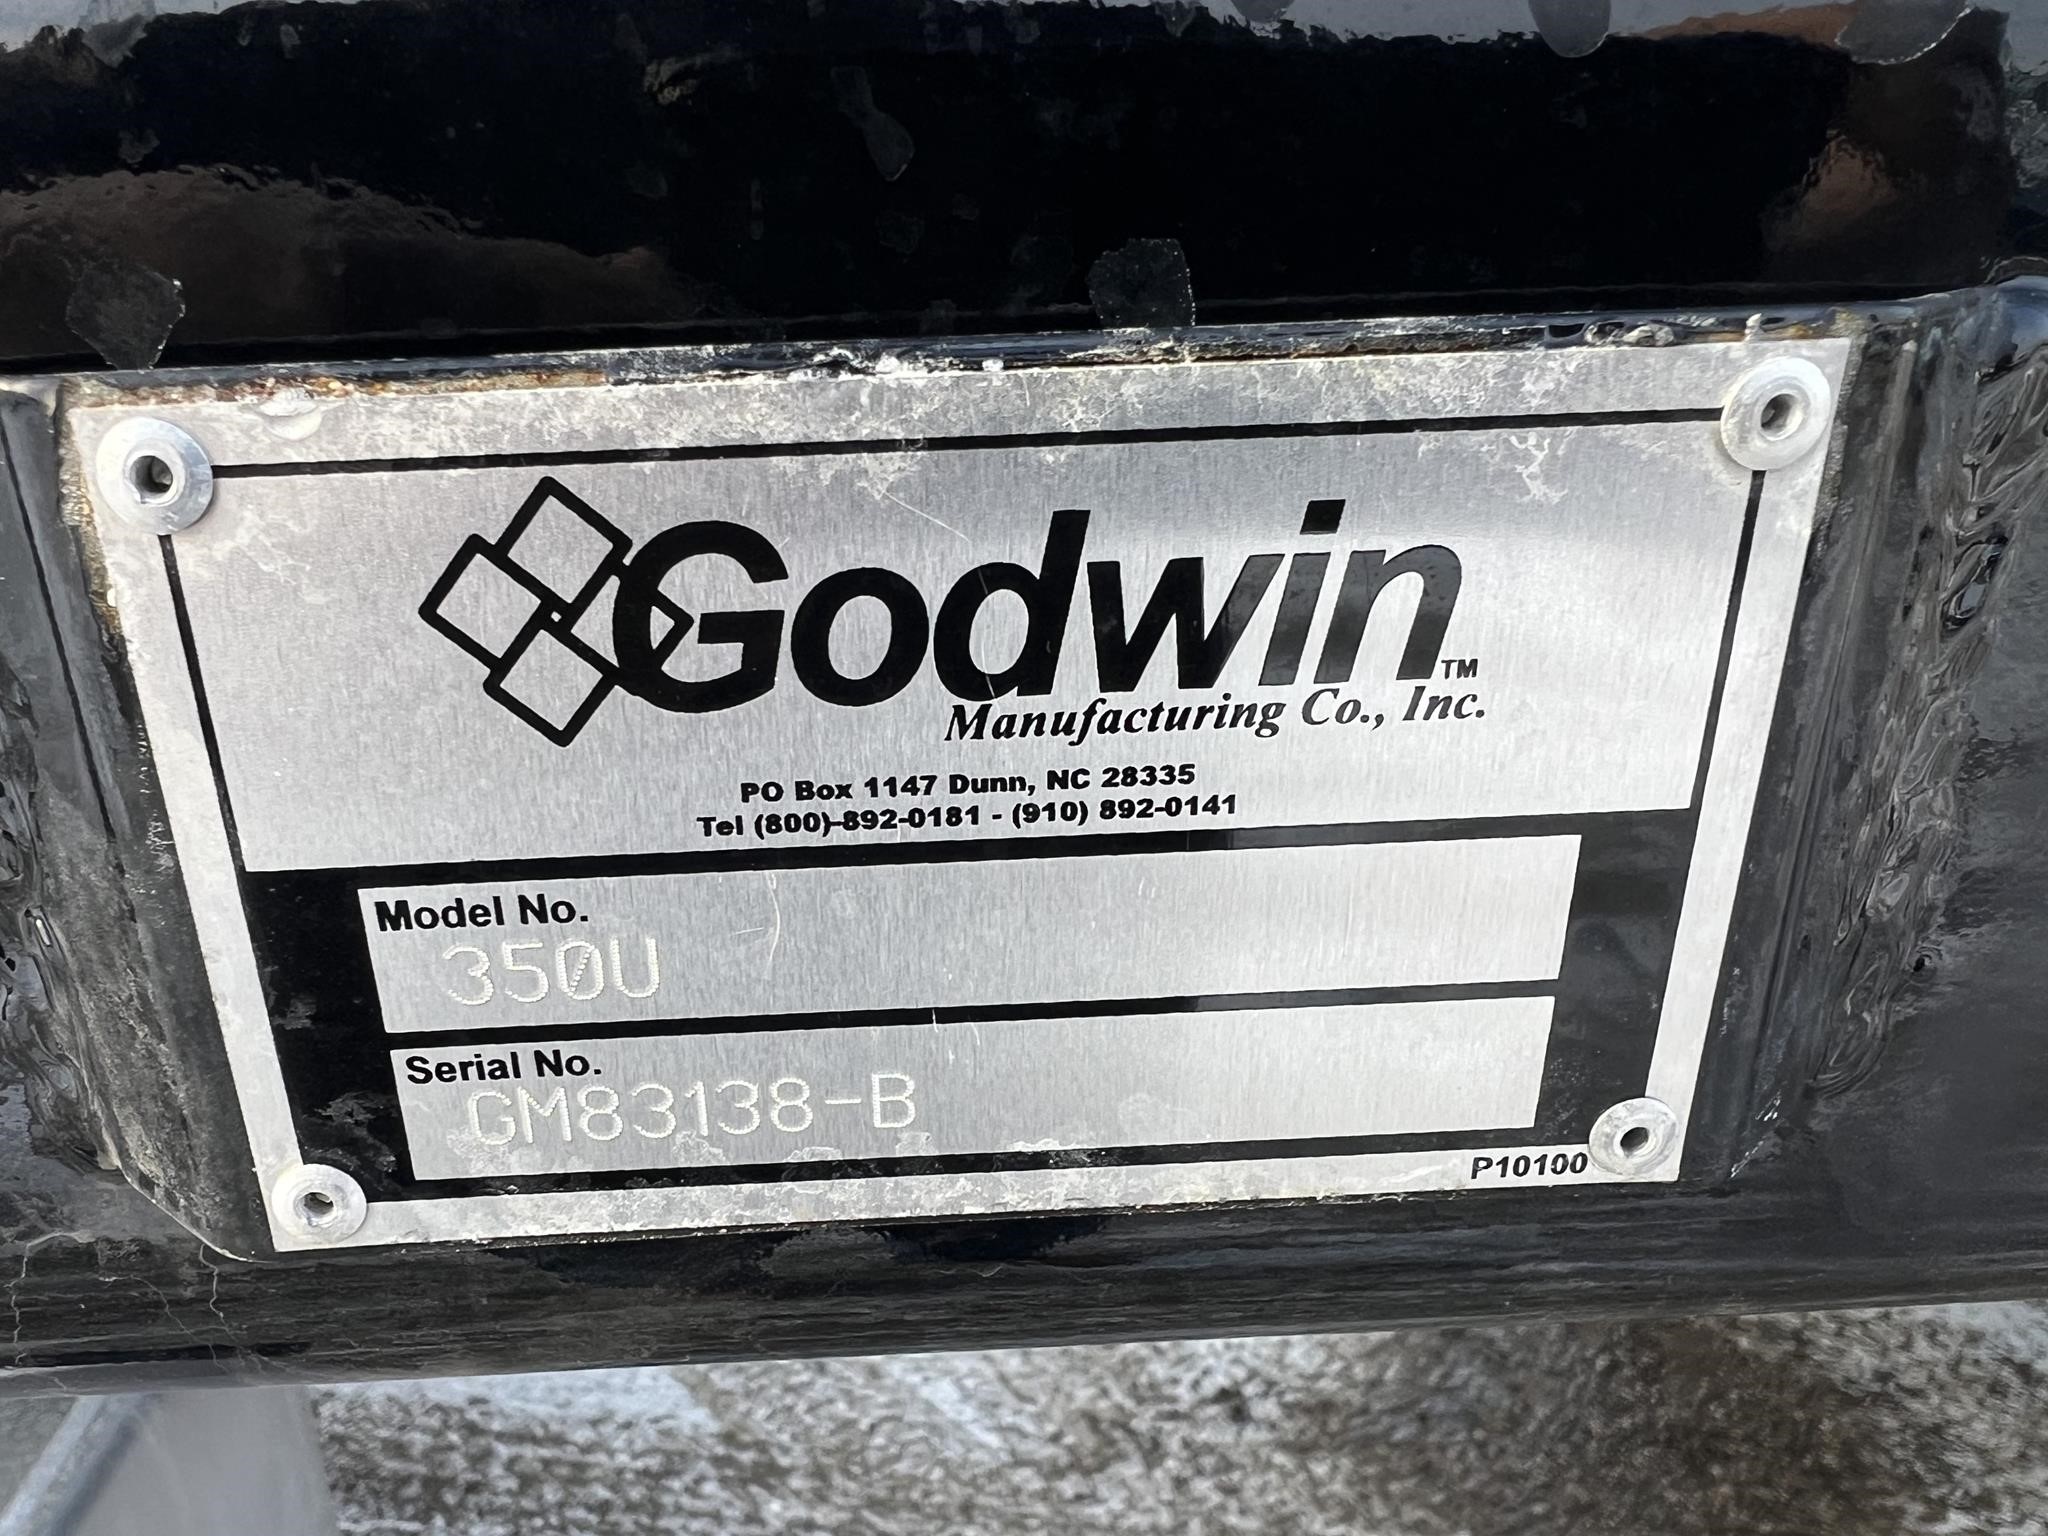 Godwin™
Manufacturing Co., Inc.
PO Box 1147 Dunn, NC 28335
Tel (800)-892-0181 - (910) 892-0141
Model No.
350U
Serial No.
GM83138-B
P10100